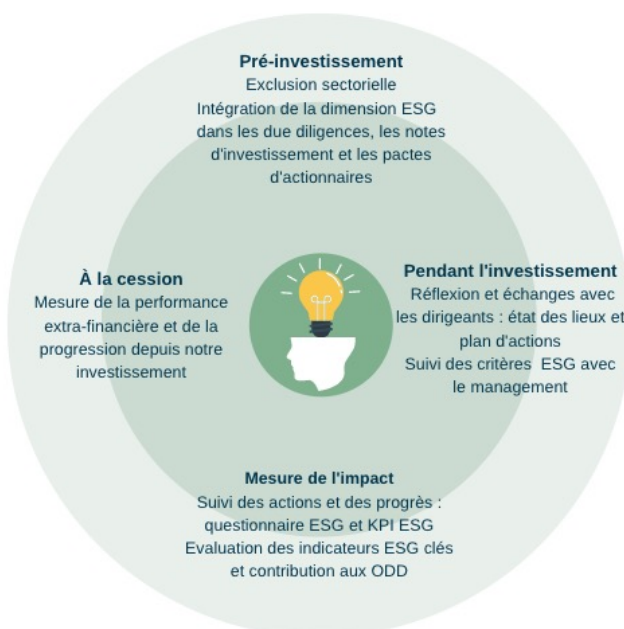 Pré-investissement
Exclusion sectorielle
Intégration de la dimension ESG
dans les due diligences, les notes
d'investissement et les pactes
d'actionnaires
À la cession
Mesure de la performance
extra-financière et de la
progression depuis notre
investissement
Pendant l'investissement
Réflexion et échanges avec
les dirigeants : état des lieux et
plan d'actions
Suivi des critères ESG avec
le management
Mesure de l'impact
Suivi des actions et des progrès :
questionnaire ESG et KPI ESG
Evaluation des indicateurs ESG clés
et contribution aux ODD